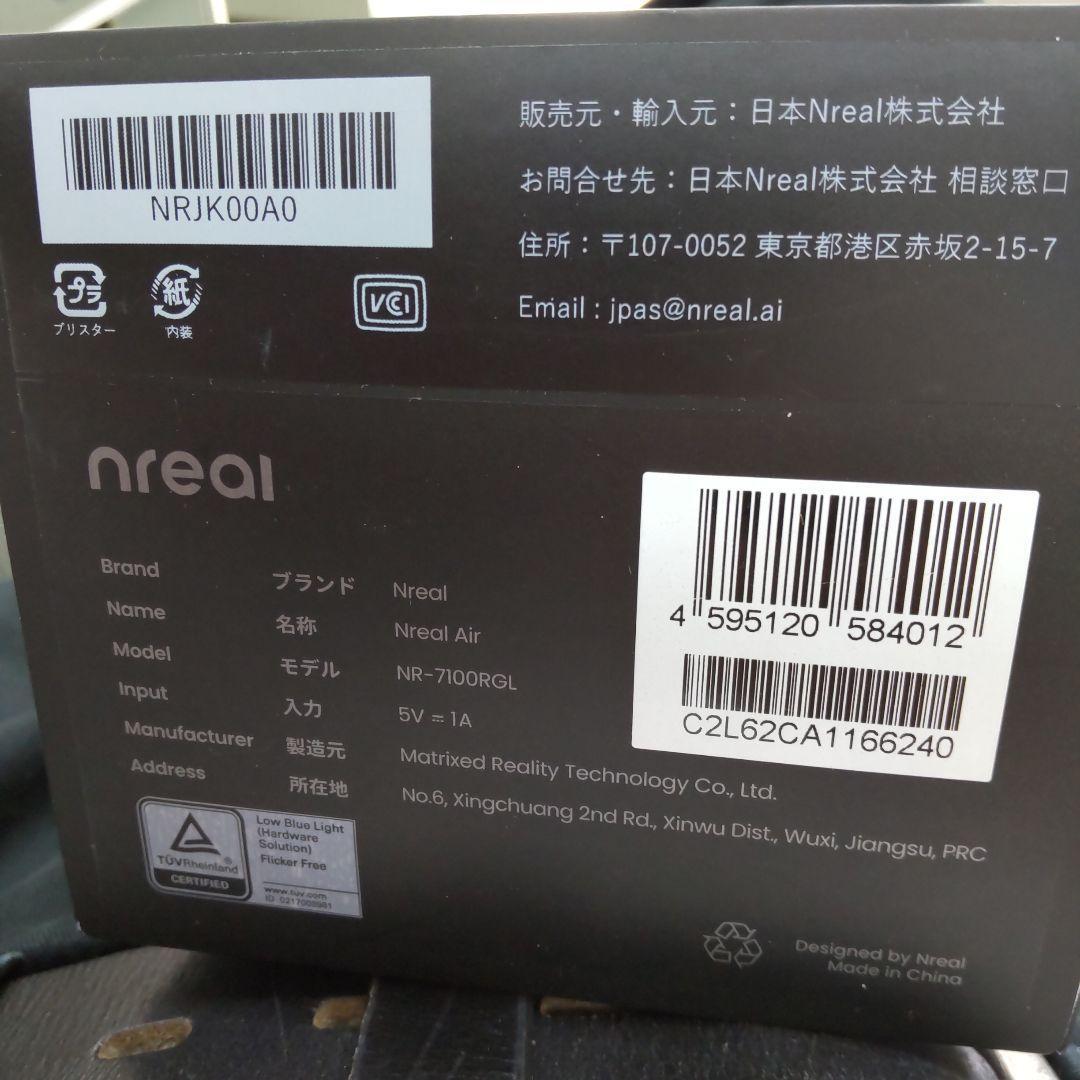 NRJK00A0
プラ
ブリスター
紙
内装
VCCI
販売元・輸入元：日本Nreal株式会社
お問合せ先：日本Nreal株式会社 相談窓口
住所：〒107-0052 東京都港区赤坂2-15-7
Email : jpas@nreal.ai
nreal
Brand ブランド Nreal
Name 名称 Nreal Air
Model モデル NR-7100RGL
Input 入力 5V = 1A
Manufacturer 製造元 Matrixed Reality Technology Co., Ltd.
Address 所在地 No.6, Xingchuang 2nd Rd., Xinwu Dist., Wuxi, Jiangsu, PRC
4 595120 584012
C2L62CA1166240
TÜVRheinland®
CERTIFIED
Low Blue Light
(Hardware
Solution)
Flicker Free
www.tuv.com
ID 0217008981
Designed by Nreal
Made in China